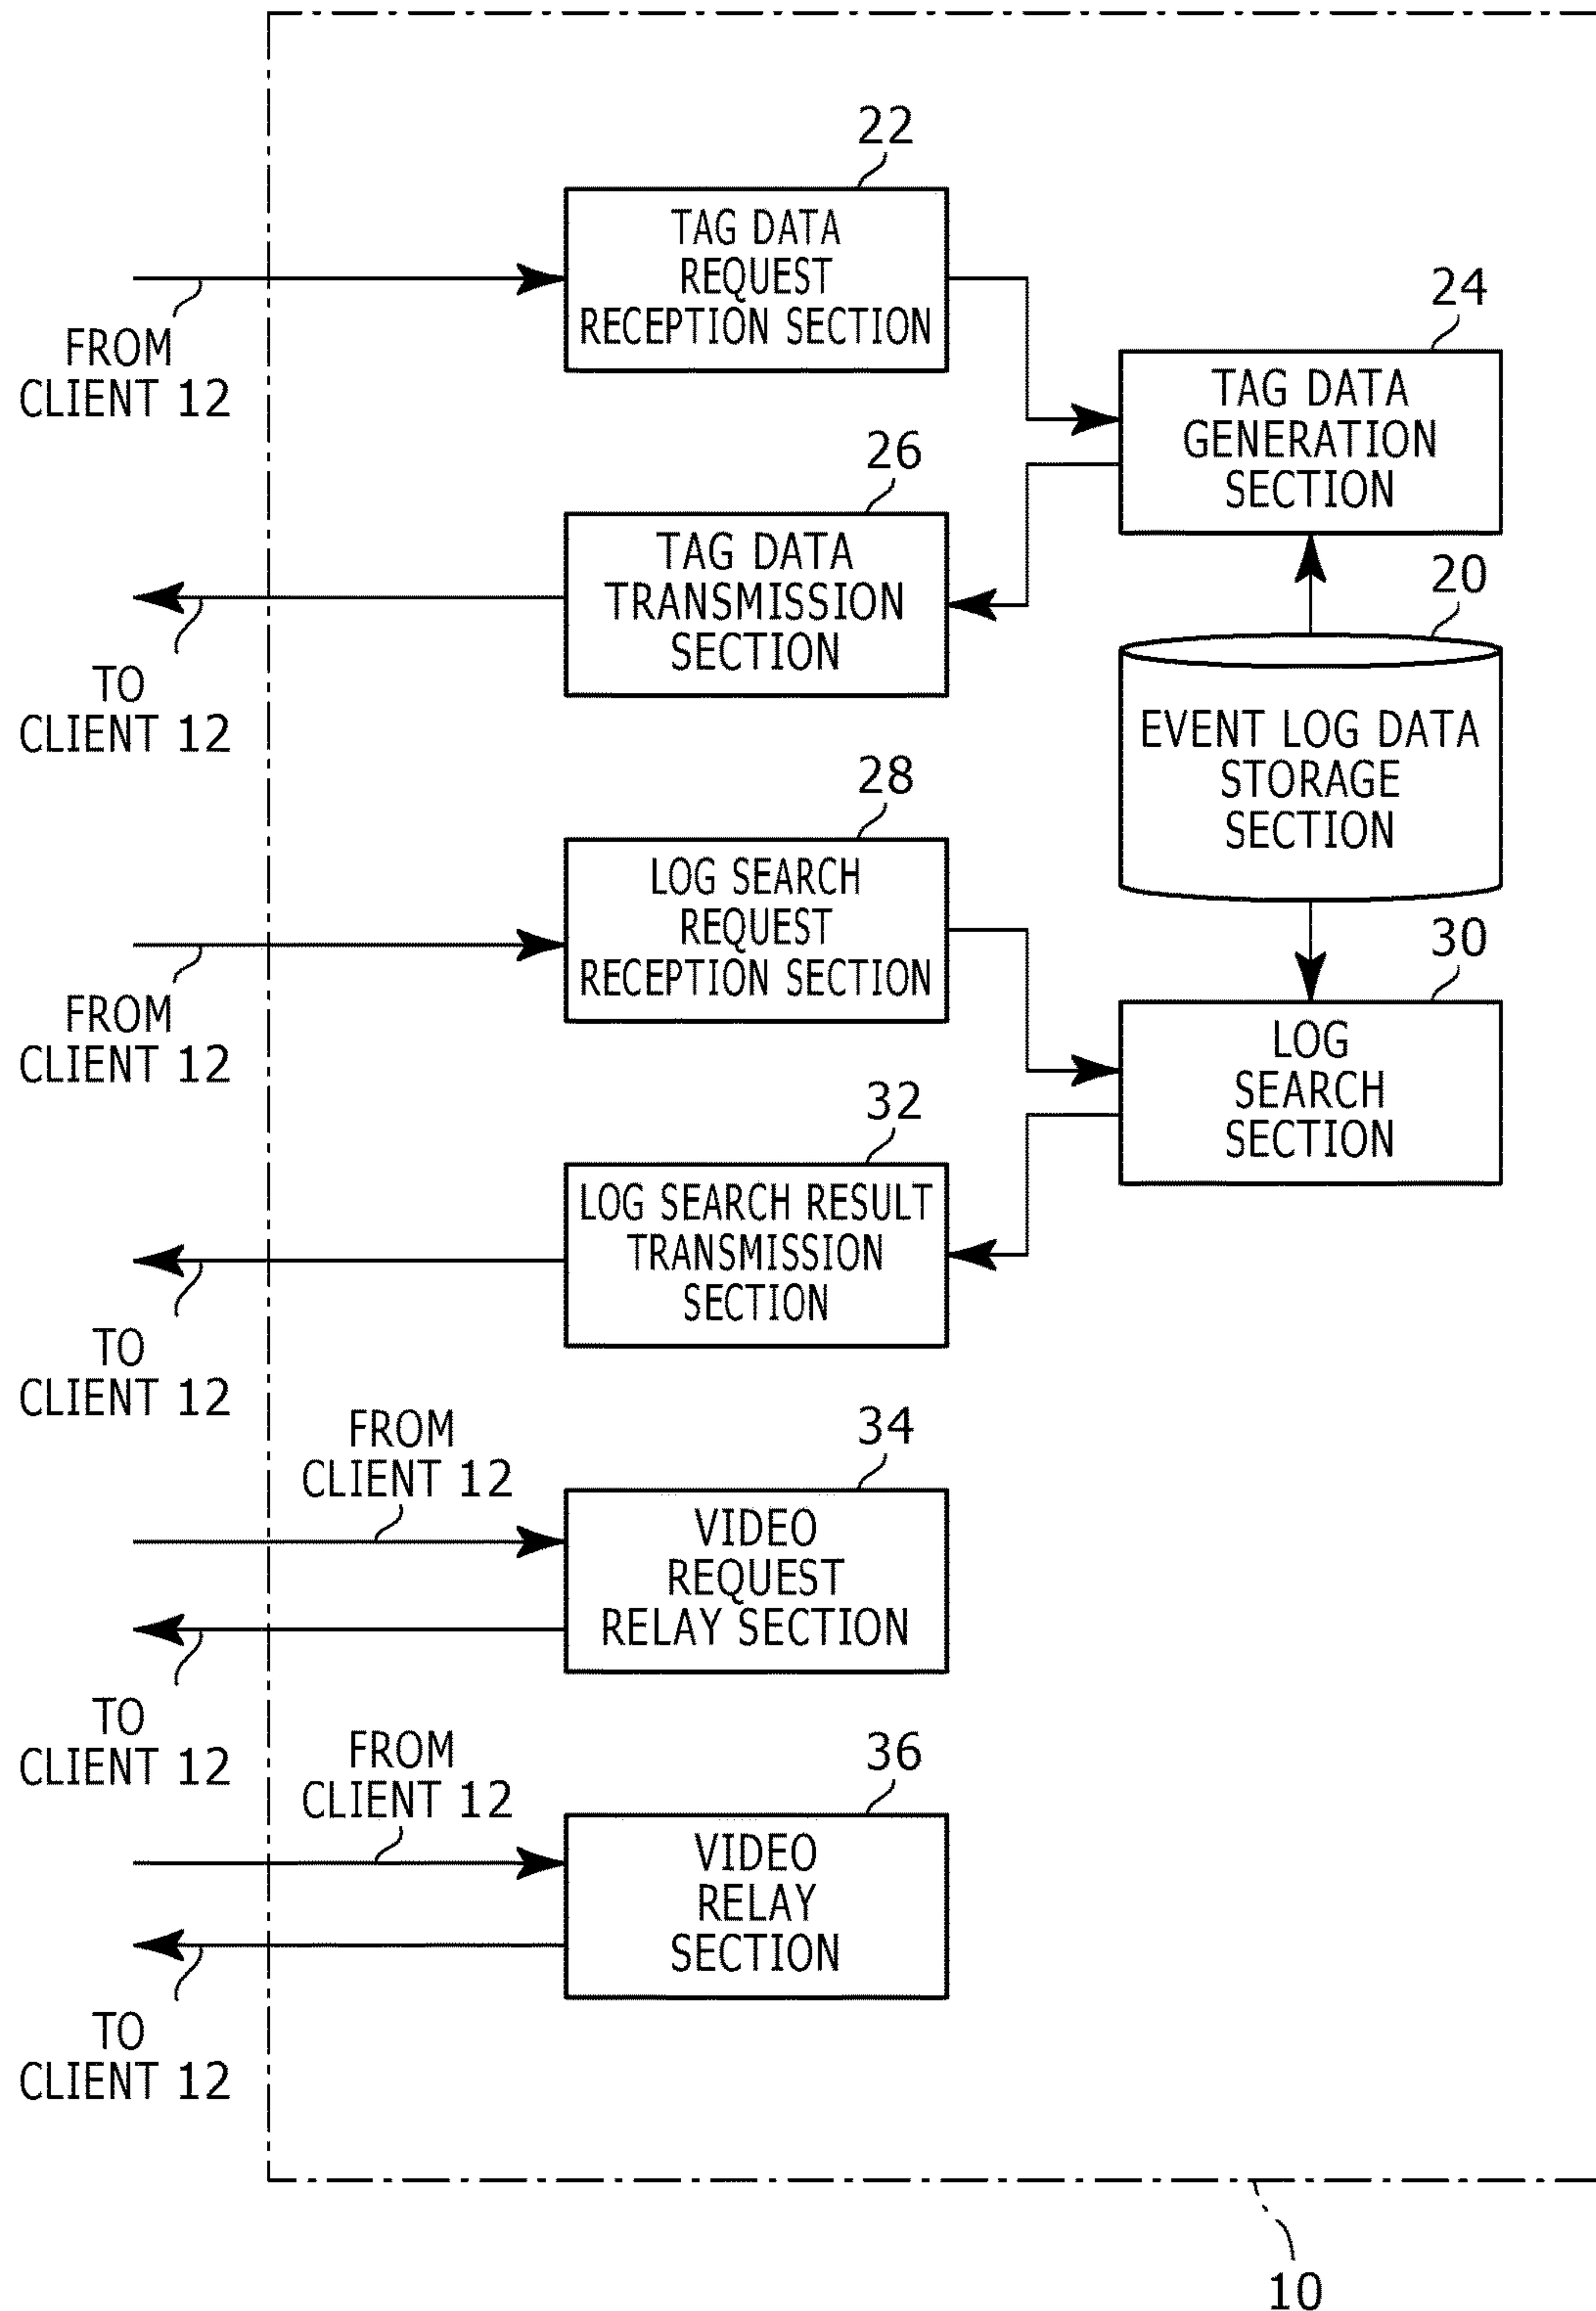 22
TAG DATA
REQUEST
RECEPTION SECTION
FROM
CLIENT 12
24
TAG DATA
GENERATION
SECTION
26
TAG DATA
TRANSMISSION
SECTION
TO
CLIENT 12
20
EVENT LOG DATA
STORAGE
SECTION
28
LOG SEARCH
REQUEST
RECEPTION SECTION
FROM
CLIENT 12
30
LOG
SEARCH
SECTION
32
LOG SEARCH RESULT
TRANSMISSION
SECTION
TO
CLIENT 12
FROM
CLIENT 12
34
VIDEO
REQUEST
RELAY SECTION
TO
CLIENT 12
FROM
CLIENT 12
36
VIDEO
RELAY
SECTION
TO
CLIENT 12
10